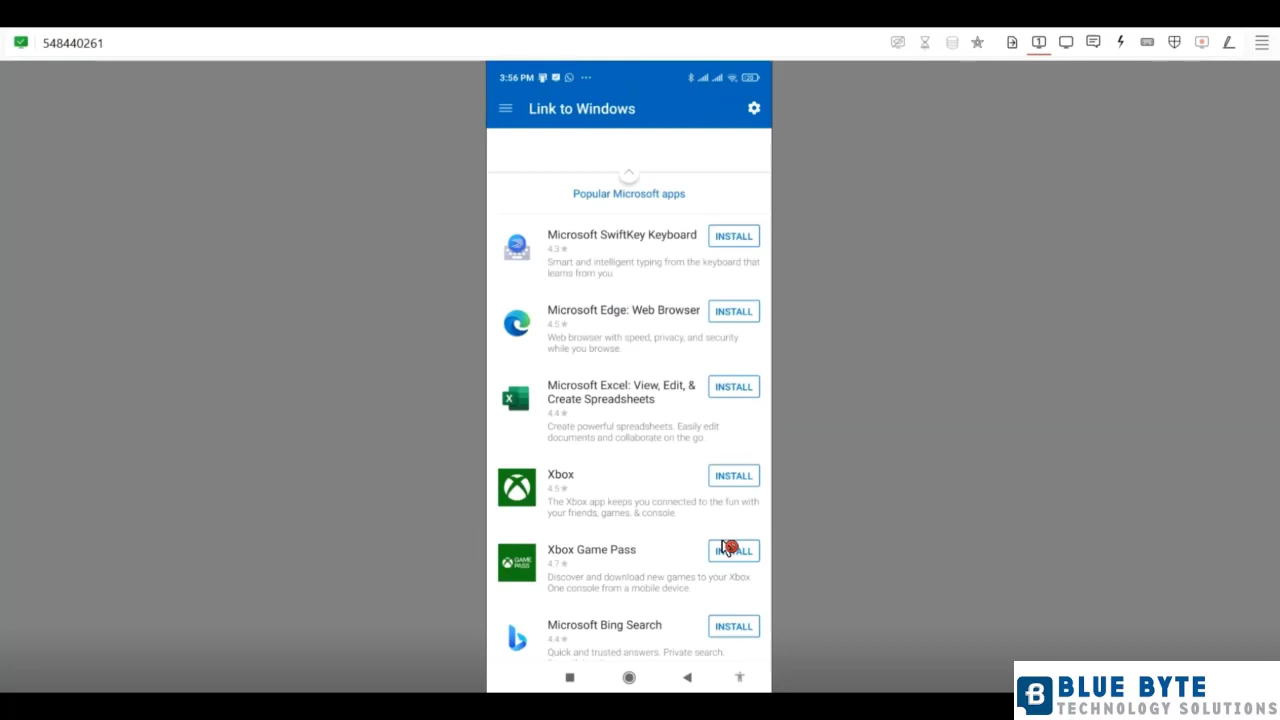 548440261
3:56 PM
Link to Windows
Popular Microsoft apps
Microsoft SwiftKey Keyboard
INSTALL
4.3★
Smart and intelligent typing from the keyboard that
learns from you.
Microsoft Edge: Web Browser
INSTALL
4.5★
Web browser with speed, privacy, and security
while you browse.
Microsoft Excel: View, Edit, &
Create Spreadsheets
INSTALL
4.4★
Create powerful spreadsheets. Easily edit
documents and collaborate on the go.
Xbox
INSTALL
4.5★
The Xbox app keeps you connected to the fun with
your friends, games, & console.
GAME
PASS
Xbox Game Pass
INSTALL
4.7★
Discover and download new games to your Xbox
One console from a mobile device.
Microsoft Bing Search
INSTALL
4.4★
Quick and trusted answers. Private search.
BLUE BYTE
TECHNOLOGY SOLUTIONS